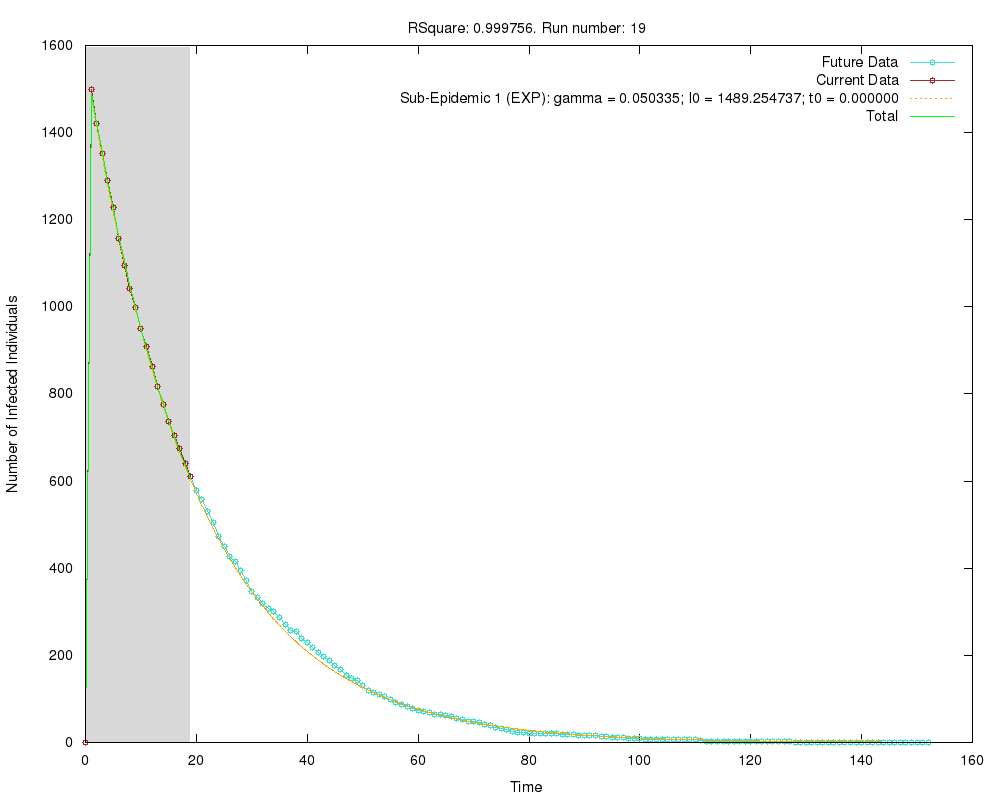 RSquare: 0.999756. Run number: 19
Future Data
Current Data
Sub-Epidemic 1 (EXP): gamma = 0.050335; I0 = 1489.254737; t0 = 0.000000
Total
1600
1400
1200
1000
800
600
400
200
0
Number of Infected Individuals
0 20 40 60 80 100 120 140 160
Time